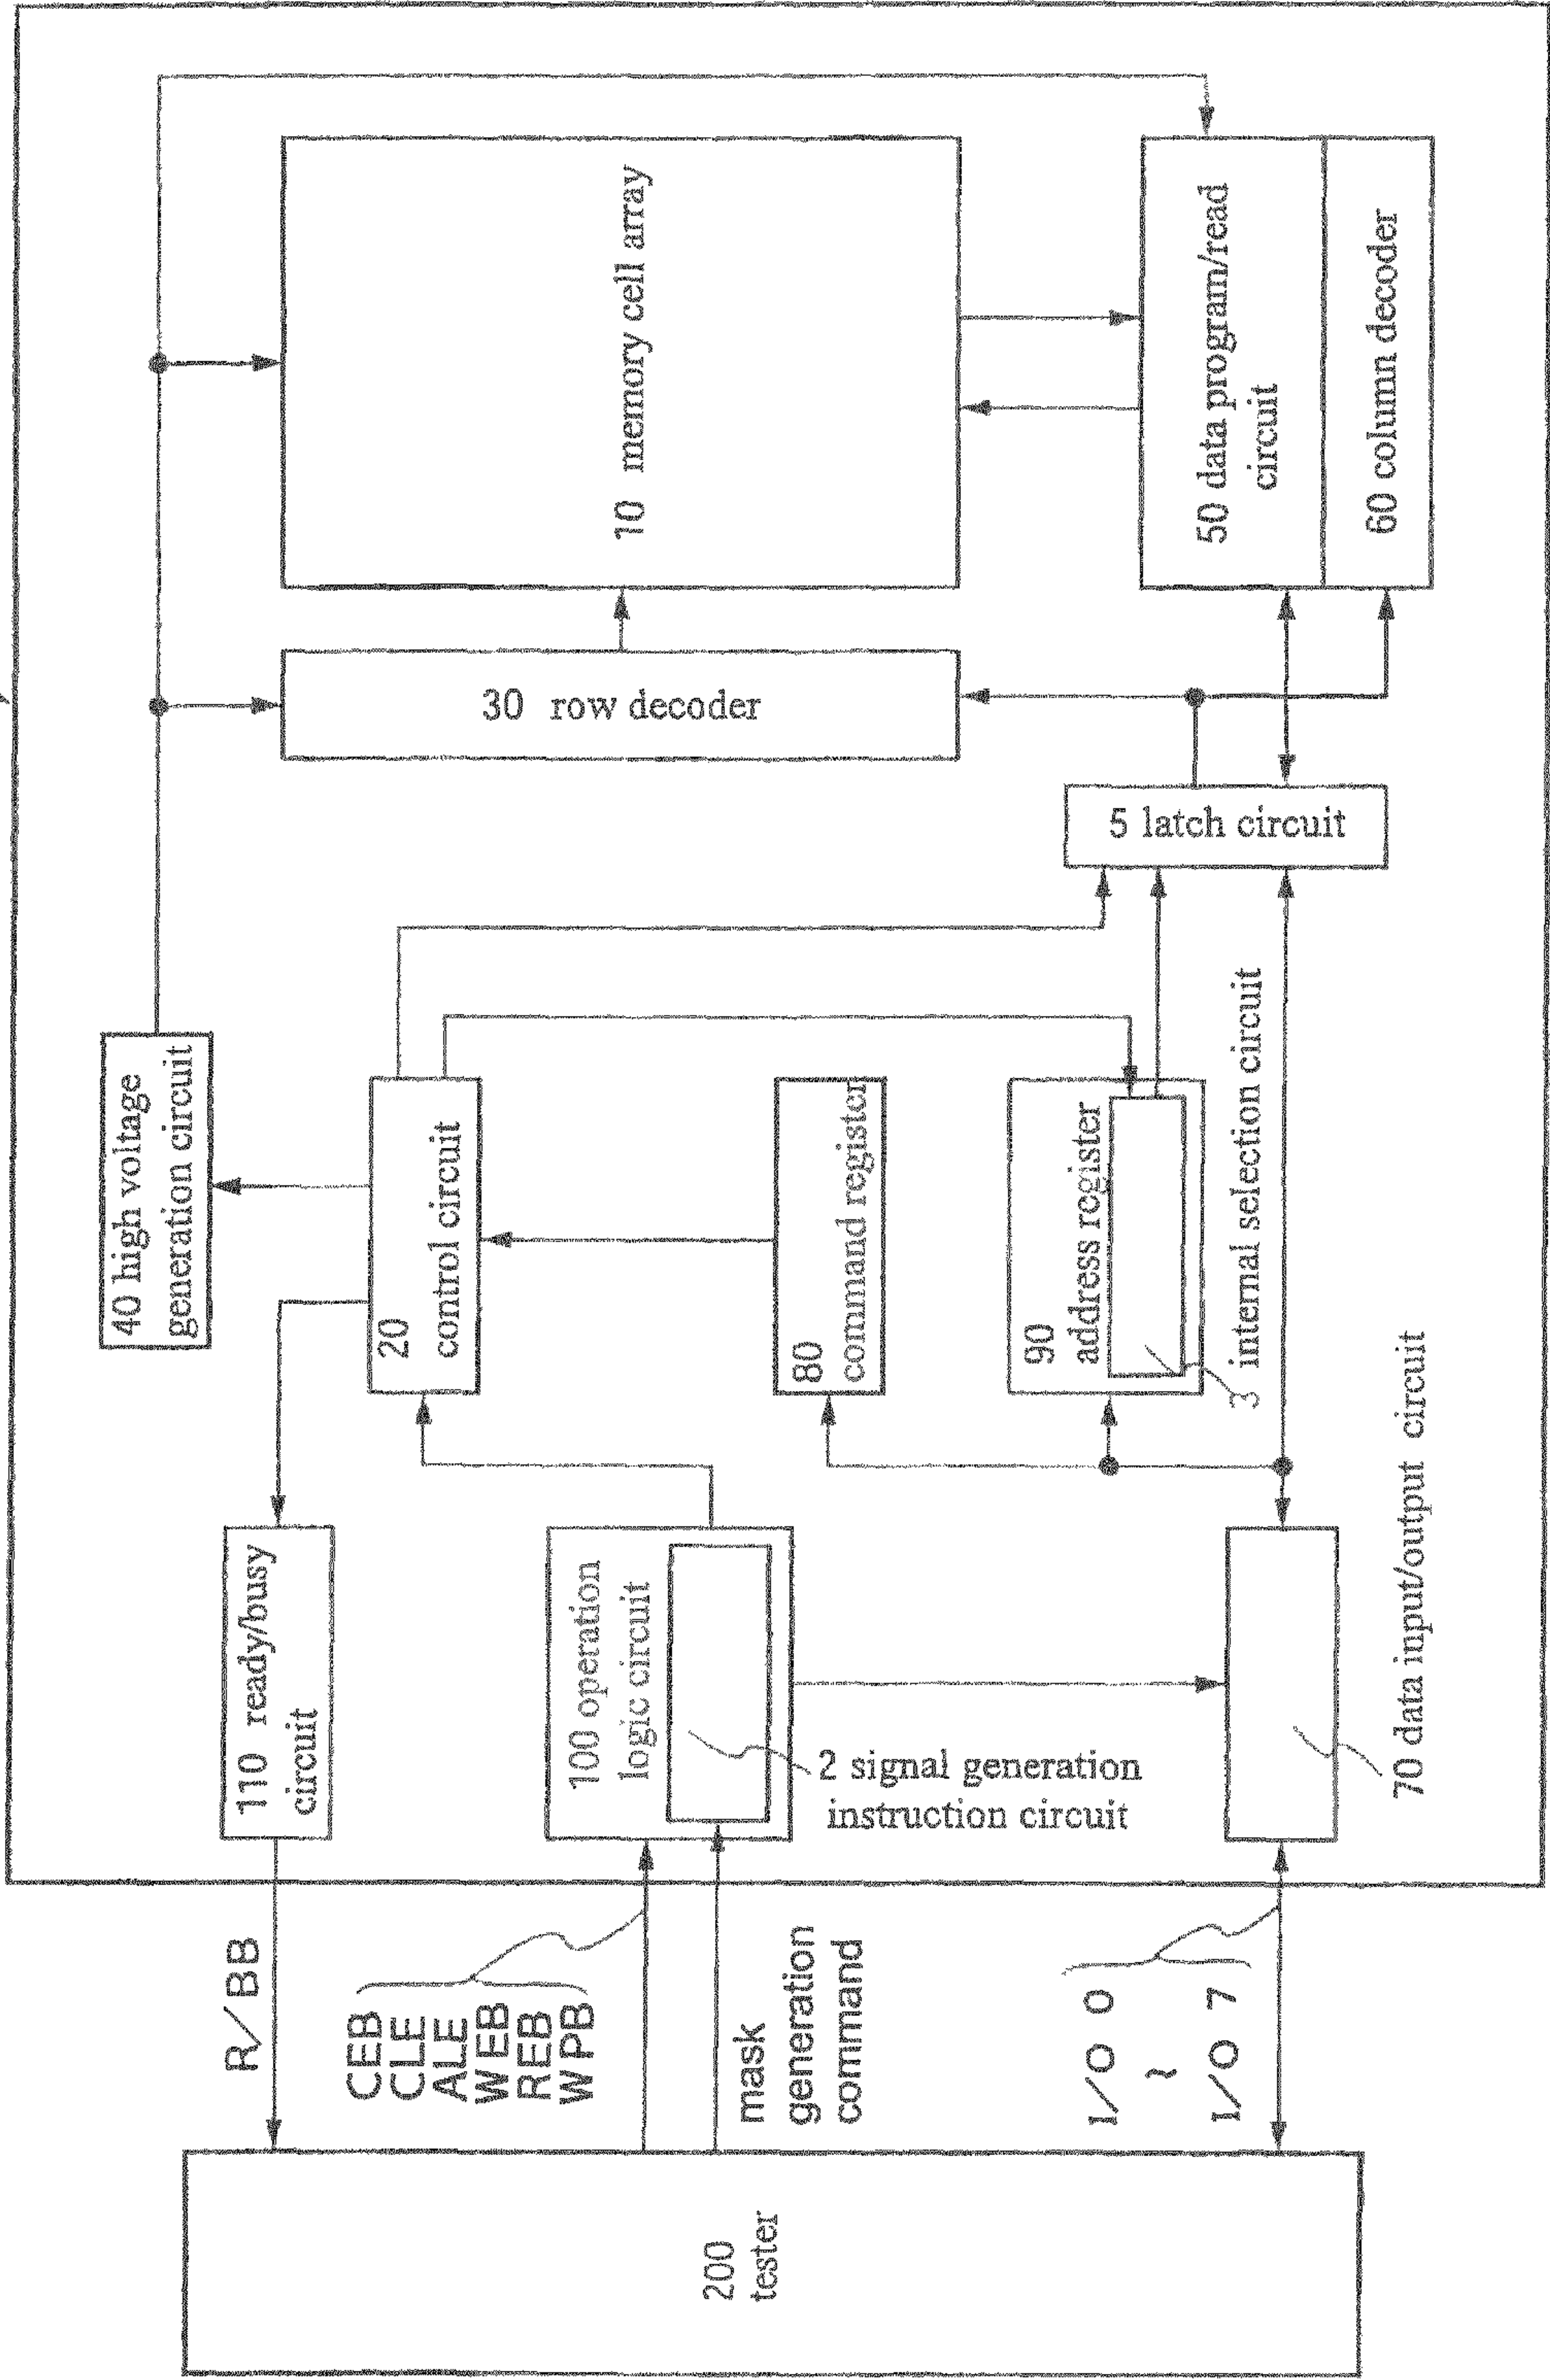 200
tester
R/BB
CEB
CLE
ALE
WEB
REB
WPB
mask
generation
command
I/O 0
~
I/O 7
110 ready/busy
circuit
100 operation
logic circuit
2 signal generation
instruction circuit
70 data input/output circuit
40 high voltage
generation circuit
20
control circuit
80
command register
90
address register
3 internal selection circuit
5 latch circuit
30 row decoder
10 memory cell array
50 data program/read
circuit
60 column decoder